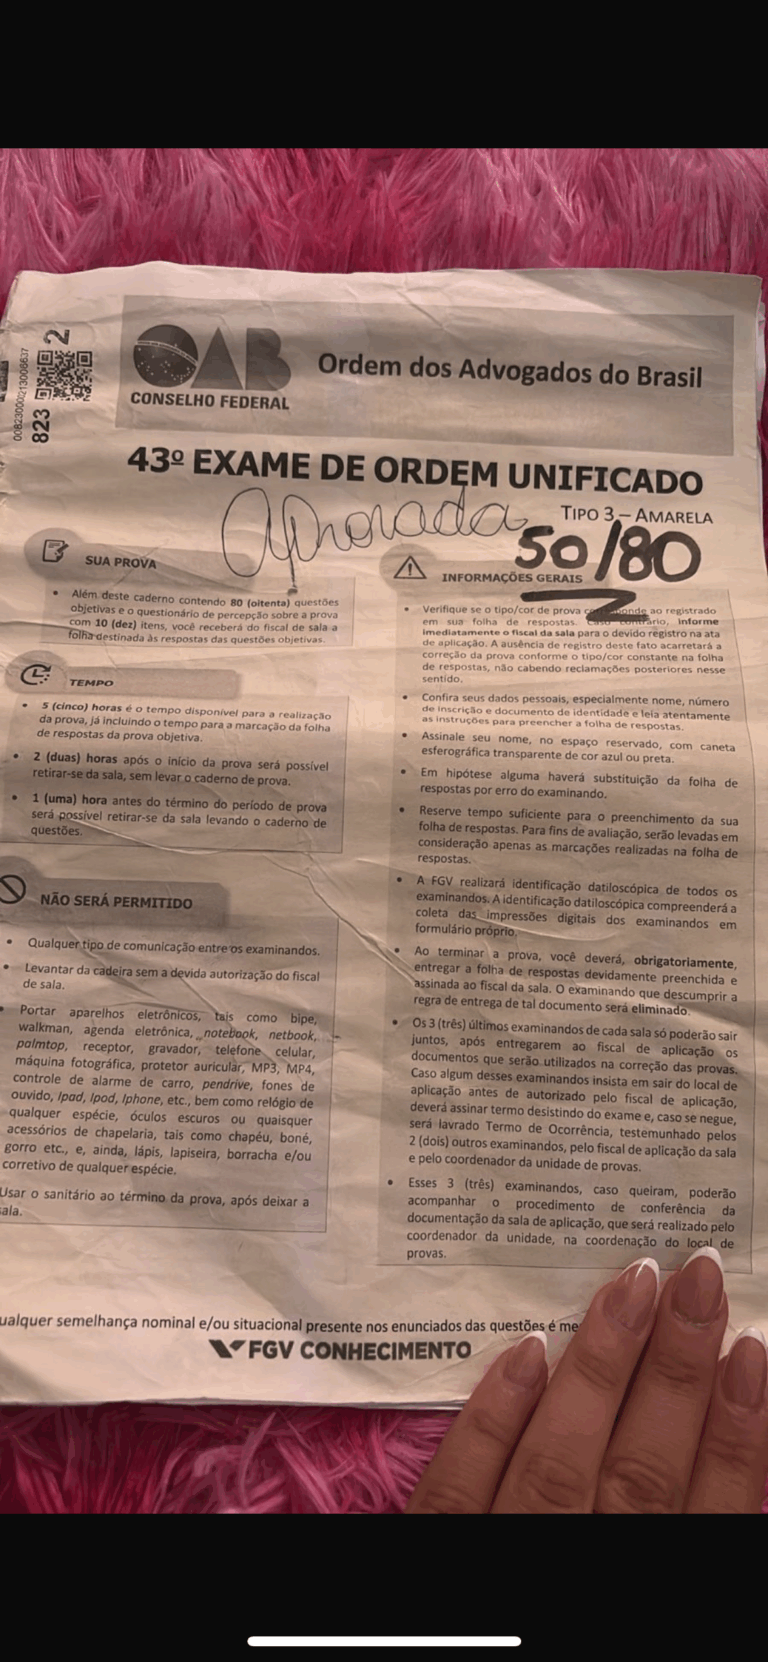 0082300021300663​7
823
2
OAB
CONSELHO FEDERAL
Ordem dos Advogados do Brasil
43º EXAME DE ORDEM UNIFICADO
Aprovada
TIPO 3 – AMARELA
50/80
SUA PROVA
• Além deste caderno contendo 80 (oitenta) questões
objetivas e o questionário de percepção sobre a prova
com 10 (dez) itens, você receberá do fiscal de sala a
folha destinada às respostas das questões objetivas.
TEMPO
• 5 (cinco) horas é o tempo disponível para a realização
da prova, já incluindo o tempo para a marcação da folha
de respostas da prova objetiva.
• 2 (duas) horas após o início da prova será possível
retirar-se da sala, sem levar o caderno de prova.
• 1 (uma) hora antes do término do período de prova
será possível retirar-se da sala levando o caderno de
questões.
NÃO SERÁ PERMITIDO
• Qualquer tipo de comunicação entre os examinandos.
• Levantar da cadeira sem a devida autorização do fiscal
de sala.
• Portar aparelhos eletrônicos, tais como bipe,
walkman, agenda eletrônica, notebook, netbook,
palmtop, receptor, gravador, telefone celular,
máquina fotográfica, protetor auricular, MP3, MP4,
controle de alarme de carro, pendrive, fones de
ouvido, Ipad, Ipod, Iphone, etc., bem como relógio de
qualquer espécie, óculos escuros ou quaisquer
acessórios de chapelaria, tais como chapéu, boné,
gorro etc., e, ainda, lápis, lapiseira, borracha e/ou
corretivo de qualquer espécie.
Usar o sanitário ao término da prova, após deixar a
sala.
INFORMAÇÕES GERAIS
• Verifique se o tipo/cor de prova corresponde ao registrado
em sua folha de respostas. Caso contrário, informe
imediatamente o fiscal da sala para o devido registro na ata
de aplicação. A ausência de registro deste fato acarretará a
correção da prova conforme o tipo/cor constante na folha
de respostas, não cabendo reclamações posteriores nesse
sentido.
• Confira seus dados pessoais, especialmente nome, número
de inscrição e documento de identidade e leia atentamente
as instruções para preencher a folha de respostas.
• Assinale seu nome, no espaço reservado, com caneta
esferográfica transparente de cor azul ou preta.
• Em hipótese alguma haverá substituição da folha de
respostas por erro do examinando.
• Reserve tempo suficiente para o preenchimento da sua
folha de respostas. Para fins de avaliação, serão levadas em
consideração apenas as marcações realizadas na folha de
respostas.
• A FGV realizará identificação datiloscópica de todos os
examinandos. A identificação datiloscópica compreenderá a
coleta das impressões digitais dos examinandos em
formulário próprio.
• Ao terminar a prova, você deverá, obrigatoriamente,
entregar a folha de respostas devidamente preenchida e
assinada ao fiscal da sala. O examinando que descumprir a
regra de entrega de tal documento será eliminado.
• Os 3 (três) últimos examinandos de cada sala só poderão sair
juntos, após entregarem ao fiscal de aplicação os
documentos que serão utilizados na correção das provas.
Caso algum desses examinandos insista em sair do local de
aplicação antes de autorizado pelo fiscal de aplicação,
deverá assinar termo desistindo do exame e, caso se negue,
será lavrado Termo de Ocorrência, testemunhado pelos
2 (dois) outros examinandos, pelo fiscal de aplicação da sala
e pelo coordenador da unidade de provas.
• Esses 3 (três) examinandos, caso queiram, poderão
acompanhar o procedimento de conferência da
documentação da sala de aplicação, que será realizado pelo
coordenador da unidade, na coordenação do local de
provas.
ualquer semelhança nominal e/ou situacional presente nos enunciados das questões é me
FGV CONHECIMENTO